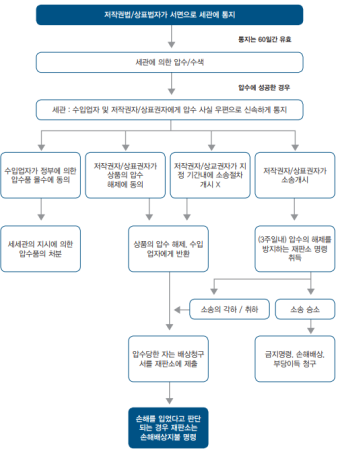 저작권법/상표법자가 서면으로 세관에 통지
통지는 60일간 유효
세관에 의한 압수/수색
압수에 성공한 경우
세관 : 수입업자 및 저작권자/상표권자에게 압수 사실 우편으로 신속하게 통지
수입업자가 정부에 의한
압수품 몰수에 동의
저작권자/상표권자가
상품의 압수
해제에 동의
저작권자/상교권자가 지
정 기간내에 소송절차
개시 X
저작권자/상표권자가
소송개시
세세관의 지시에 의한
압수품의 처분
상품의 압수 해제, 수입
업자에게 반환
(3주일내) 압수의 해제를
방지하는 재판소 명령
취득
소송의 각하 / 취하
소송 승소
압수당한 자는 배상청구
서를 재판소에 제출
금지명령, 손해배상,
부당이득 청구
손해를 입었다고 판단
되는 경우 재판소는
손해배상지불 명령